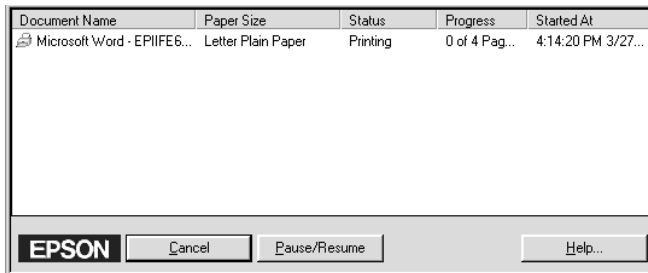 Document Name Paper Size Status Progress Started At
Microsoft Word - EPIIFE6... Letter Plain Paper Printing 0 of 4 Pag... 4:14:20 PM 3/27...
EPSON Cancel Pause/Resume Help...